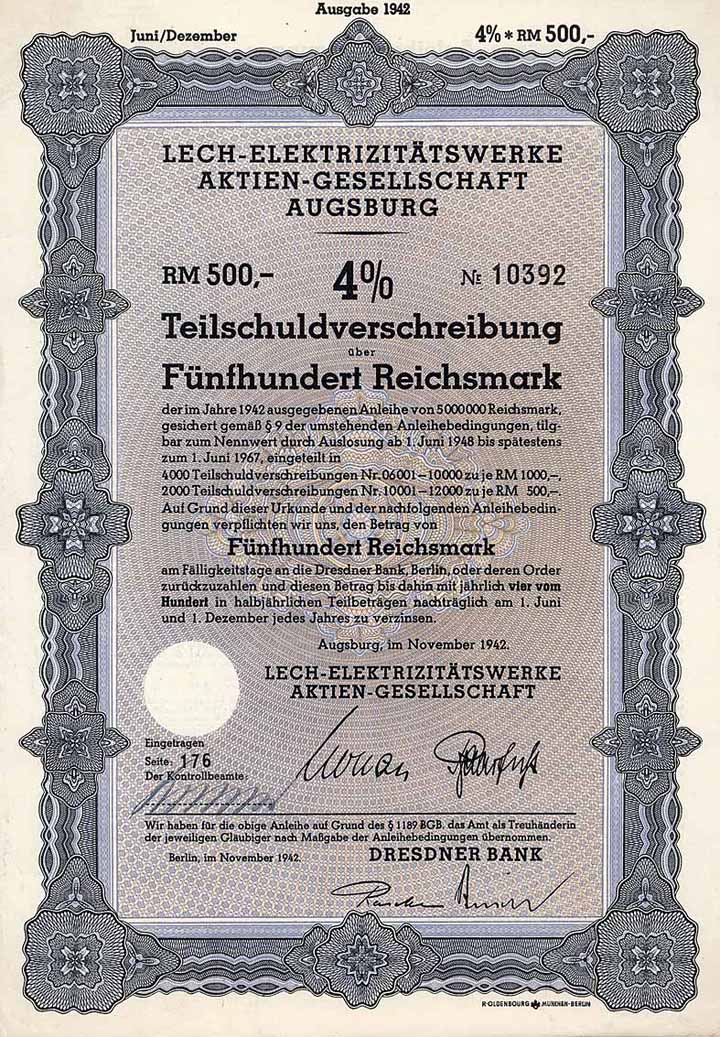 Ausgabe 1942
Juni/Dezember 4% * RM 500,-
LECH-ELEKTRIZITÄTSWERKE
AKTIEN-GESELLSCHAFT
AUGSBURG
RM 500,- 4% № 10392
Teilschuldverschreibung
über
Fünfhundert Reichsmark
der im Jahre 1942 ausgegebenen Anleihe von 5000000 Reichsmark,
gesichert gemäß § 9 der umstehenden Anleihebedingungen, tilg-
bar zum Nennwert durch Auslosung ab 1. Juni 1948 bis spätestens
zum 1. Juni 1967, eingeteilt in
4000 Teilschuldverschreibungen Nr. 06001-10000 zu je RM 1000,-.
2000 Teilschuldverschreibungen Nr. 10001-12000 zu je RM 500,-.
Auf Grund dieser Urkunde und der nachfolgenden Anleihebedin-
gungen verpflichten wir uns, den Betrag von
Fünfhundert Reichsmark
am Fälligkeitstage an die Dresdner Bank, Berlin, oder deren Order
zurückzuzahlen und diesen Betrag bis dahin mit jährlich vier vom
Hundert in halbjährlichen Teilbeträgen nachträglich am 1. Juni
und 1. Dezember jedes Jahres zu verzinsen.
Augsburg, im November 1942.
LECH-ELEKTRIZITÄTSWERKE
AKTIEN-GESELLSCHAFT
Eingetragen
Seite: 176
Der Kontrollbeamte:
Wir haben für die obige Anleihe auf Grund des § 1189 BGB. das Amt als Treuhänderin
der jeweiligen Gläubiger nach Maßgabe der Anleihebedingungen übernommen.
Berlin, im November 1942. DRESDNER BANK
R·OLDENBOURG MÜNCHEN-BERLIN